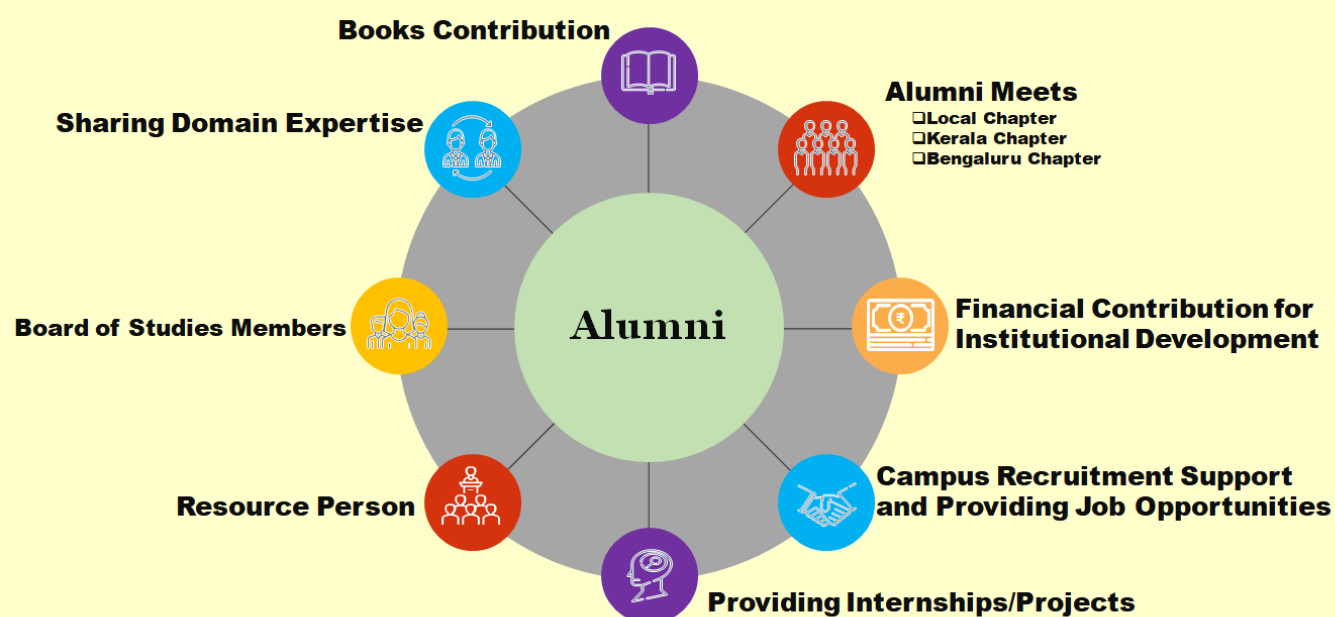 Books Contribution
Alumni Meets
❑Local Chapter
❑Kerala Chapter
❑Bengaluru Chapter
Sharing Domain Expertise
Financial Contribution for
Institutional Development
Alumni
Board of Studies Members
Campus Recruitment Support
and Providing Job Opportunities
Resource Person
Providing Internships/Projects